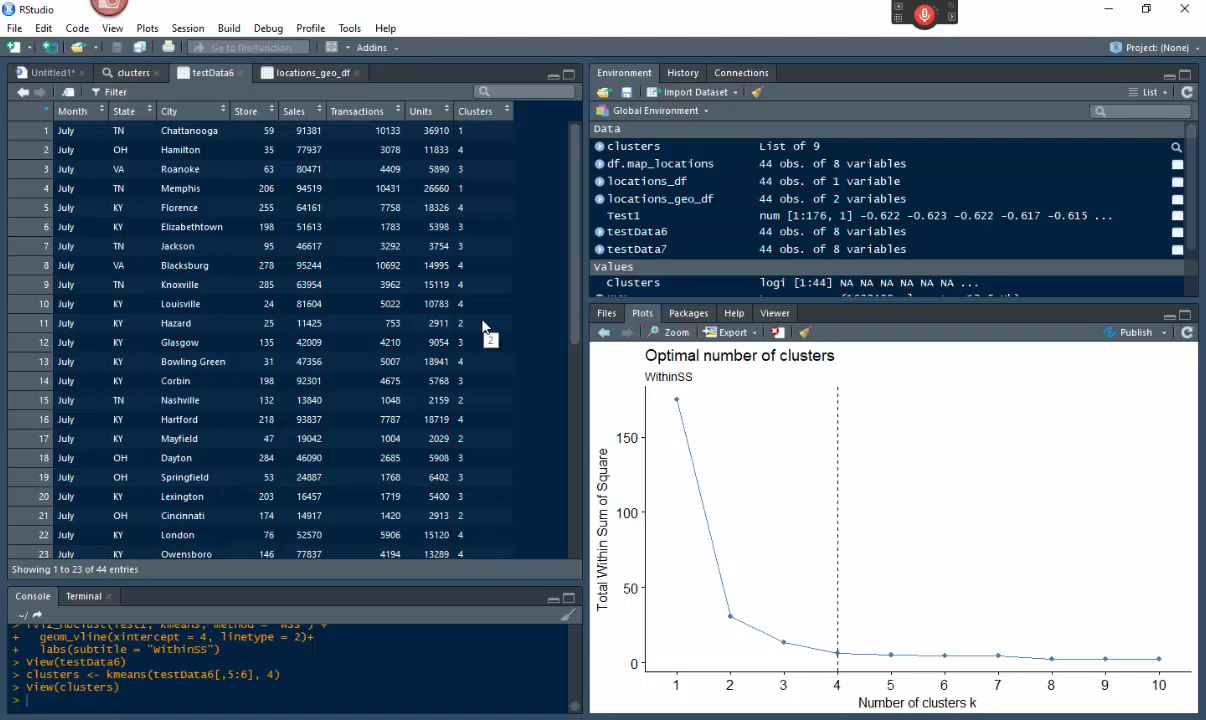 RStudio
File Edit Code View Plots Session Build Debug Profile Tools Help
Go to file/function Addins Project: (None)
Untitled1* clusters testData6 locations_geo_df
Filter
Month State City Store Sales Transactions Units Clusters
1 July TN Chattanooga 59 91381 10133 36910 1
2 July OH Hamilton 35 77937 3078 11833 4
3 July VA Roanoke 63 80471 4409 5890 3
4 July TN Memphis 206 94519 10431 26660 1
5 July KY Florence 255 64161 7758 18326 4
6 July KY Elizabethtown 198 51613 1783 5398 3
7 July TN Jackson 95 46617 3292 3754 3
8 July VA Blacksburg 278 95244 10692 14995 4
9 July TN Knoxville 285 63954 3962 15119 4
10 July KY Louisville 24 81604 5022 10783 4
11 July KY Hazard 25 11425 753 2911 2
2
12 July KY Glasgow 135 42009 4210 9054 3
13 July KY Bowling Green 31 47356 5007 18941 4
14 July KY Corbin 198 92301 4675 5768 3
15 July TN Nashville 132 13840 1048 2159 2
16 July KY Hartford 218 93837 7787 18719 4
17 July KY Mayfield 47 19042 1004 2029 2
18 July OH Dayton 284 46090 2685 5908 3
19 July OH Springfield 53 24887 1768 6402 3
20 July KY Lexington 203 16457 1719 5400 3
21 July OH Cincinnati 174 14917 1420 2913 2
22 July KY London 76 52570 5906 15120 4
23 July KY Owensboro 146 77837 4194 13289 4
Showing 1 to 23 of 44 entries
Console Terminal
~/
+ geom_vline(xintercept = 4, linetype = 2)+
+ labs(subtitle = "WithinSS")
> View(testData6)
> clusters <- kmeans(testData6[,5:6], 4)
> View(clusters)
>
Environment History Connections
Import Dataset List
Global Environment
Data
clusters List of 9
df.map_locations 44 obs. of 8 variables
locations_df 44 obs. of 1 variable
locations_geo_df 44 obs. of 2 variables
Test1 num [1:176, 1] -0.622 -0.623 -0.622 -0.617 -0.615 ...
testData6 44 obs. of 8 variables
testData7 44 obs. of 8 variables
values
Clusters logi [1:44] NA NA NA NA NA NA ...
Files Plots Packages Help Viewer
Zoom Export Publish
Optimal number of clusters
WithinSS
Total Within Sum of Square
150
100
50
0
1 2 3 4 5 6 7 8 9 10
Number of clusters k